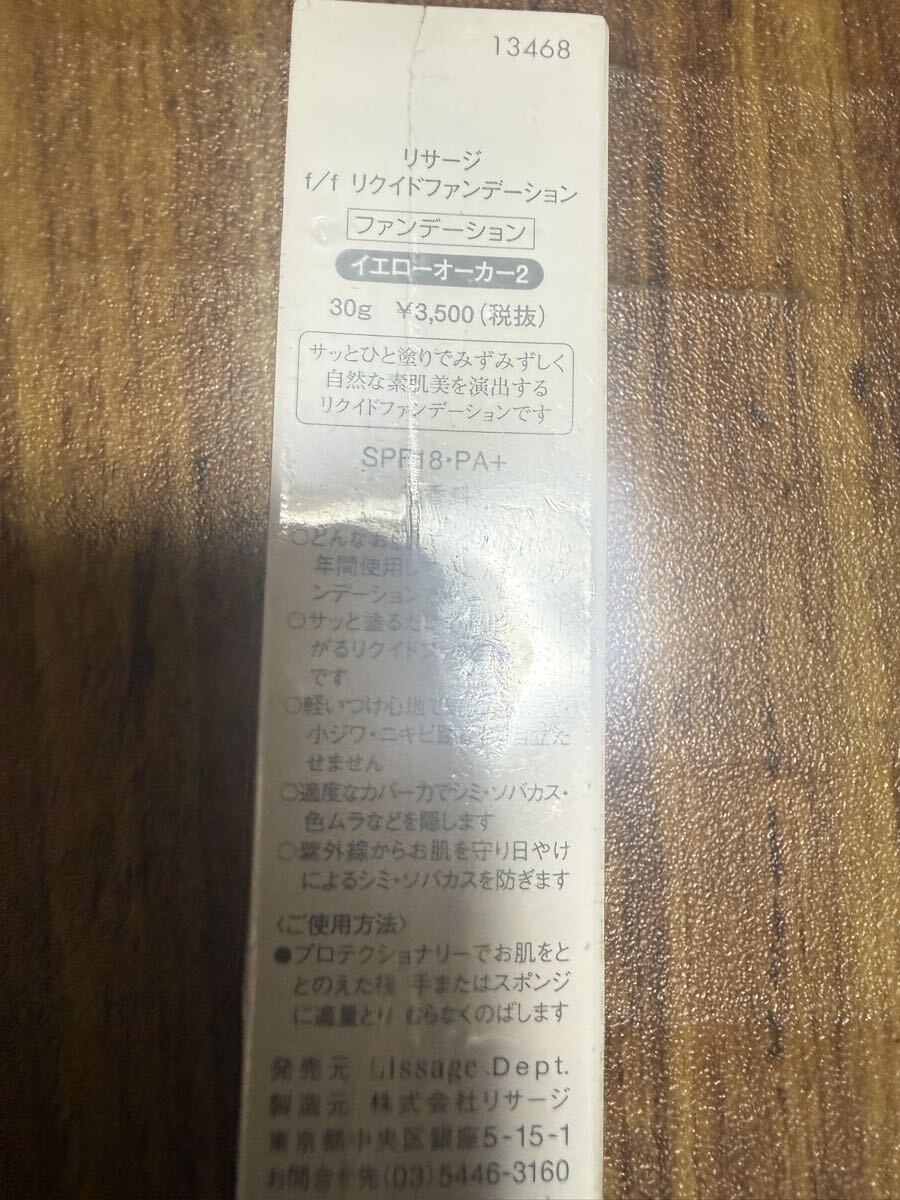 13468
リサージ
f/f リクイドファンデーション
ファンデーション
イエローオーカー2
30g ¥3,500(税抜)
サッとひと塗りでみずみずしく
自然な素肌美を演出する
リクイドファンデーションです
SPF18・PA+
香料
○どんなお
年間使用し
ンデーション
○サッと塗るだけ
がるリクイドフ
です
○軽いつけ心地で
小ジワ・ニキビ 目立た
せません
○適度なカバー力でシミ・ソバカス・
色ムラなどを隠します
○紫外線からお肌を守り日やけ
によるシミ・ソバカスを防ぎます
〈ご使用方法〉
●プロテクショナリーでお肌をと
とのえた後 手またはスポンジ
に適量とり むらなくのばします
発売元 Lissage Dept.
製造元 株式会社リサージ
東京都中央区銀座5-15-1
お問合せ先(03)5446-3160